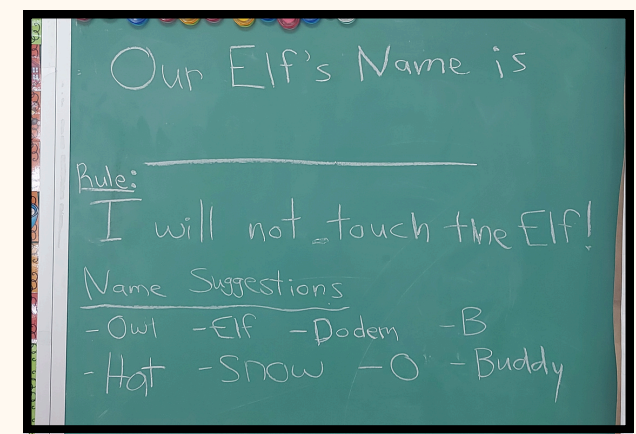 Our Elf's Name is
Rule:
I will not touch the Elf!
Name Suggestions
- Owl - Elf - Dodem - B
- Hat - Snow - O - Buddy